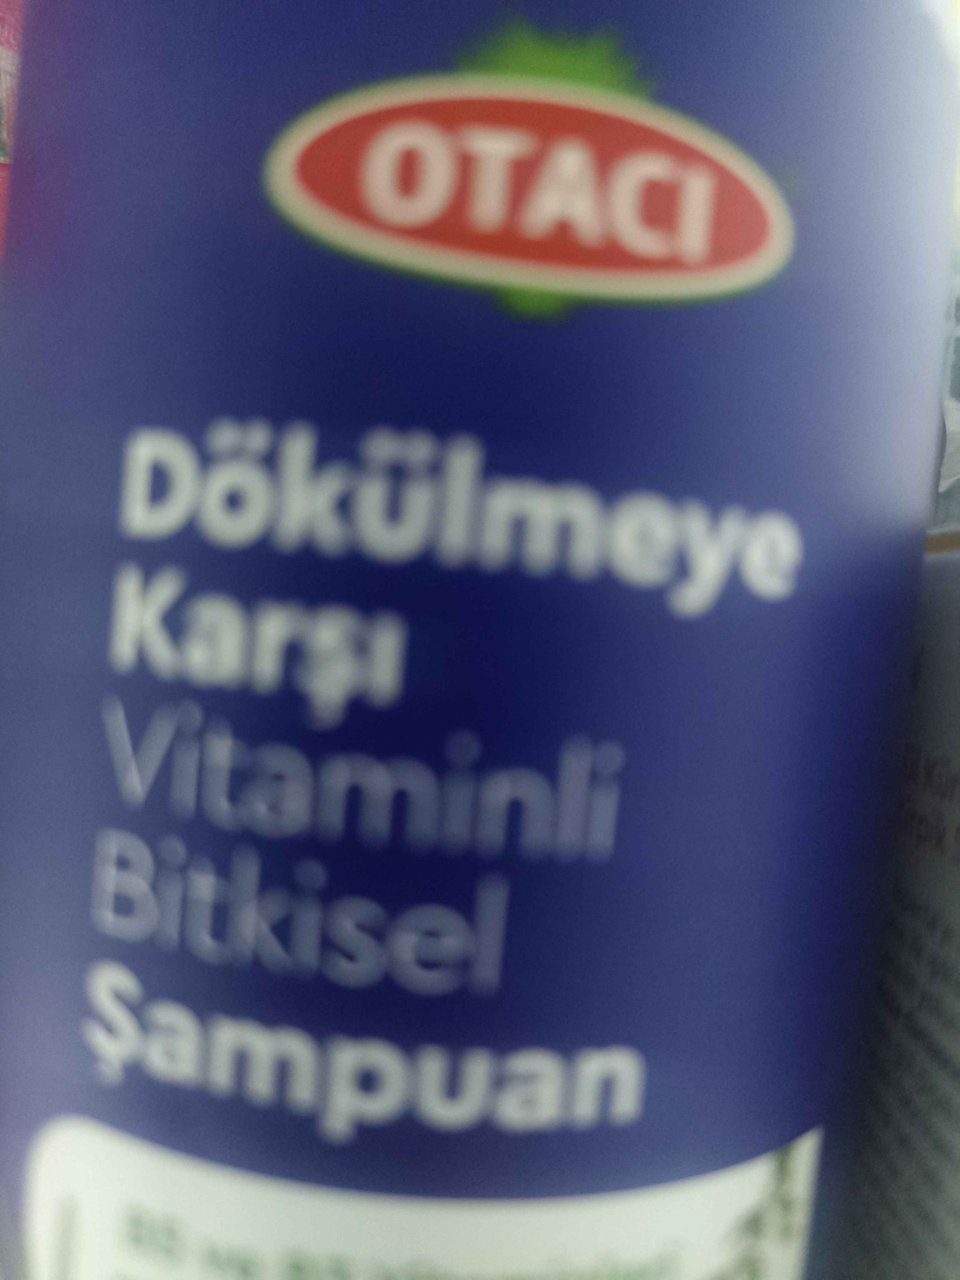 OTACI
Dökülmeye
Karşı
Vitaminli
Bitkisel
Şampuan